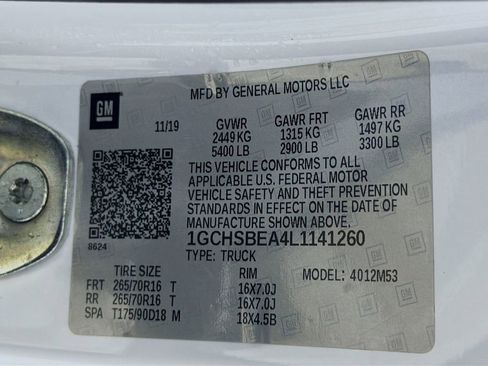 MFD BY GENERAL MOTORS LLC
GM
11/19 GVWR GAWR FRT GAWR RR
2449 KG 1315 KG 1497 KG
5400 LB 2900 LB 3300 LB
THIS VEHICLE CONFORMS TO ALL
APPLICABLE U.S. FEDERAL MOTOR
VEHICLE SAFETY AND THEFT PREVENTION
STANDARDS IN EFFECT ON THE DATE OF
MANUFACTURE SHOWN ABOVE.
8624 1GCHSBEA4L1141260
TYPE: TRUCK
TIRE SIZE RIM MODEL: 4012M53
FRT 265/70R16 T 16X7.0J
RR 265/70R16 T 16X7.0J
SPA T175/90D18 M 18X4.5B